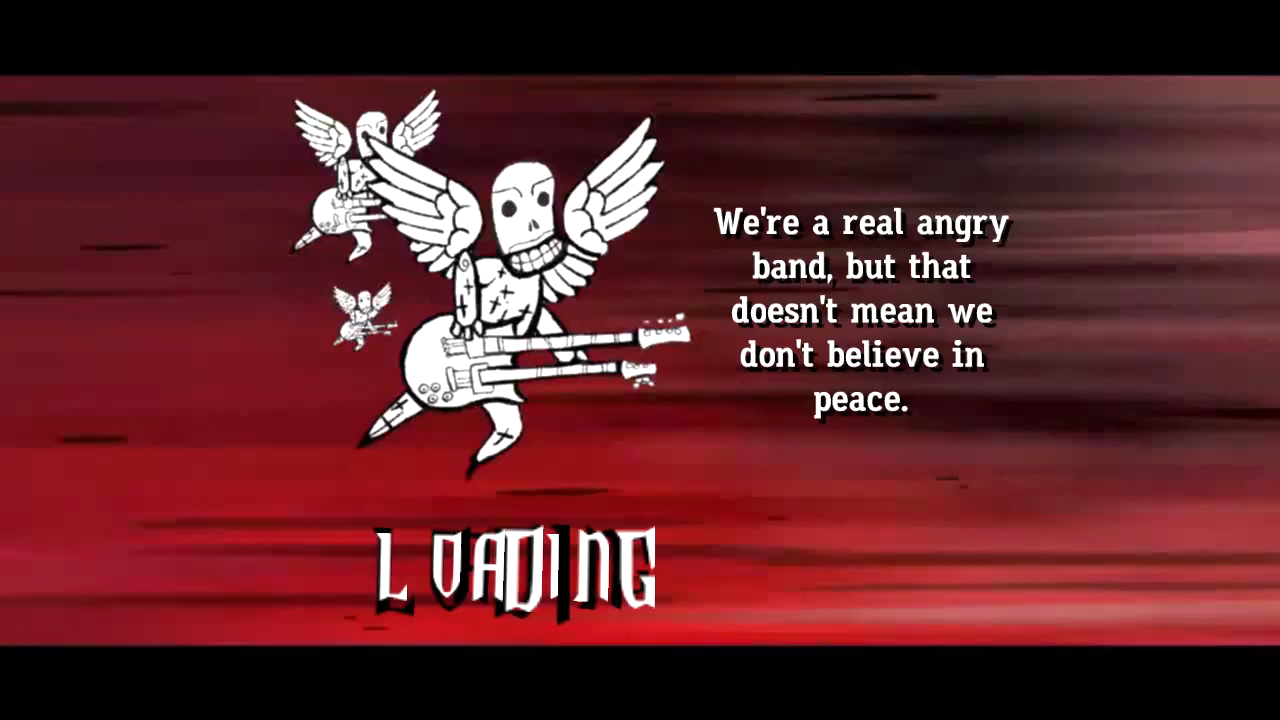 We're a real angry
band, but that
doesn't mean we
don't believe in
peace.
LOADING